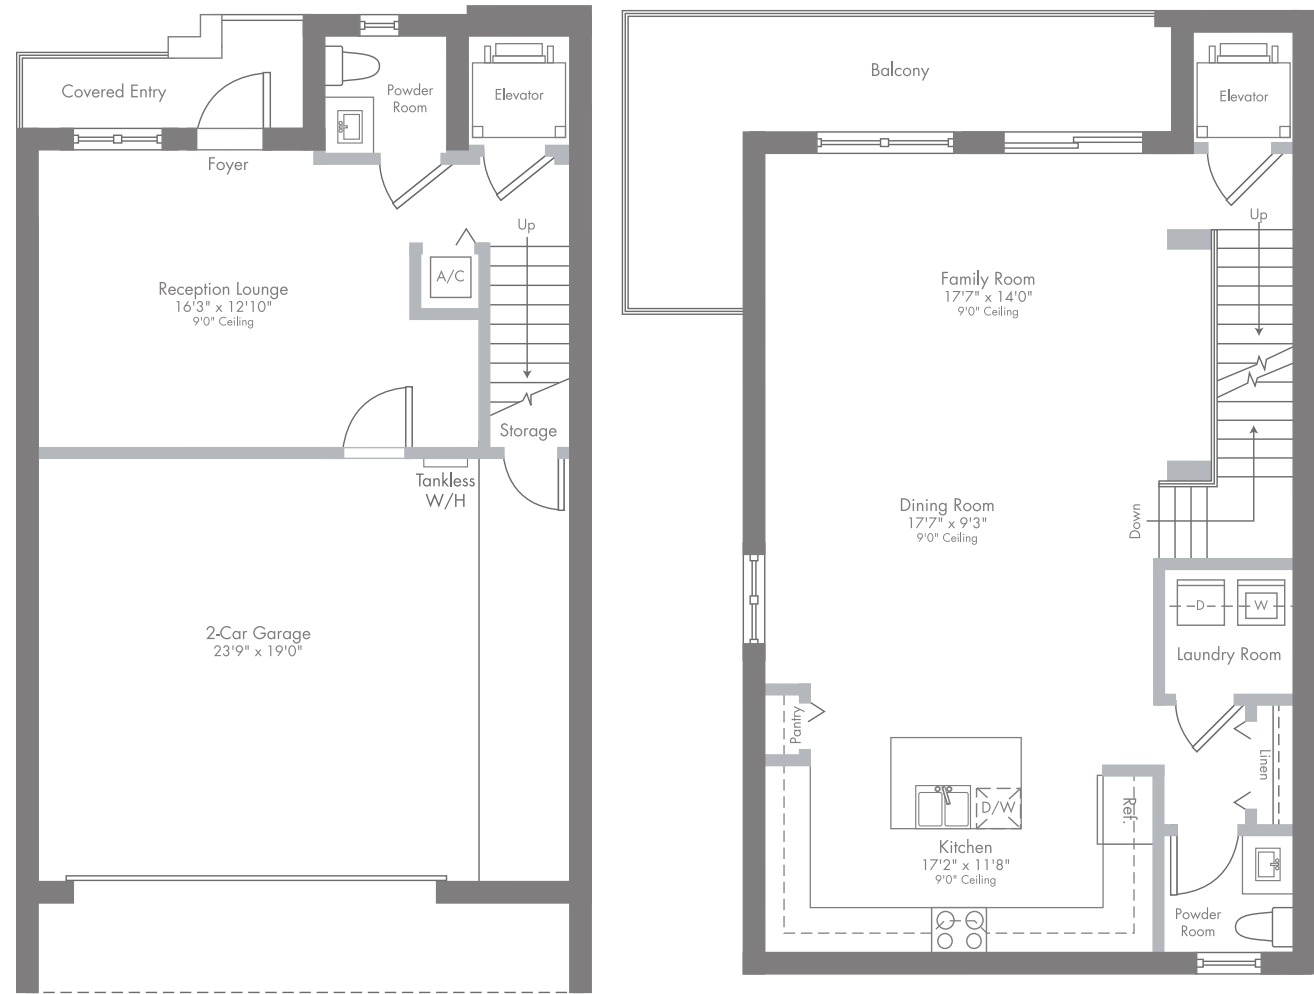 Covered Entry
Powder
Room
Elevator
Foyer
Up
A/C
Reception Lounge
16'3" x 12'10"
9'0" Ceiling
Storage
Tankless
W/H
2-Car Garage
23'9" x 19'0"
Balcony
Elevator
Up
Family Room
17'7" x 14'0"
9'0" Ceiling
Dining Room
17'7" x 9'3"
9'0" Ceiling
Down
D
W
Laundry Room
Pantry
Linen
D/W
Ref.
Kitchen
17'2" x 11'8"
9'0" Ceiling
Powder
Room